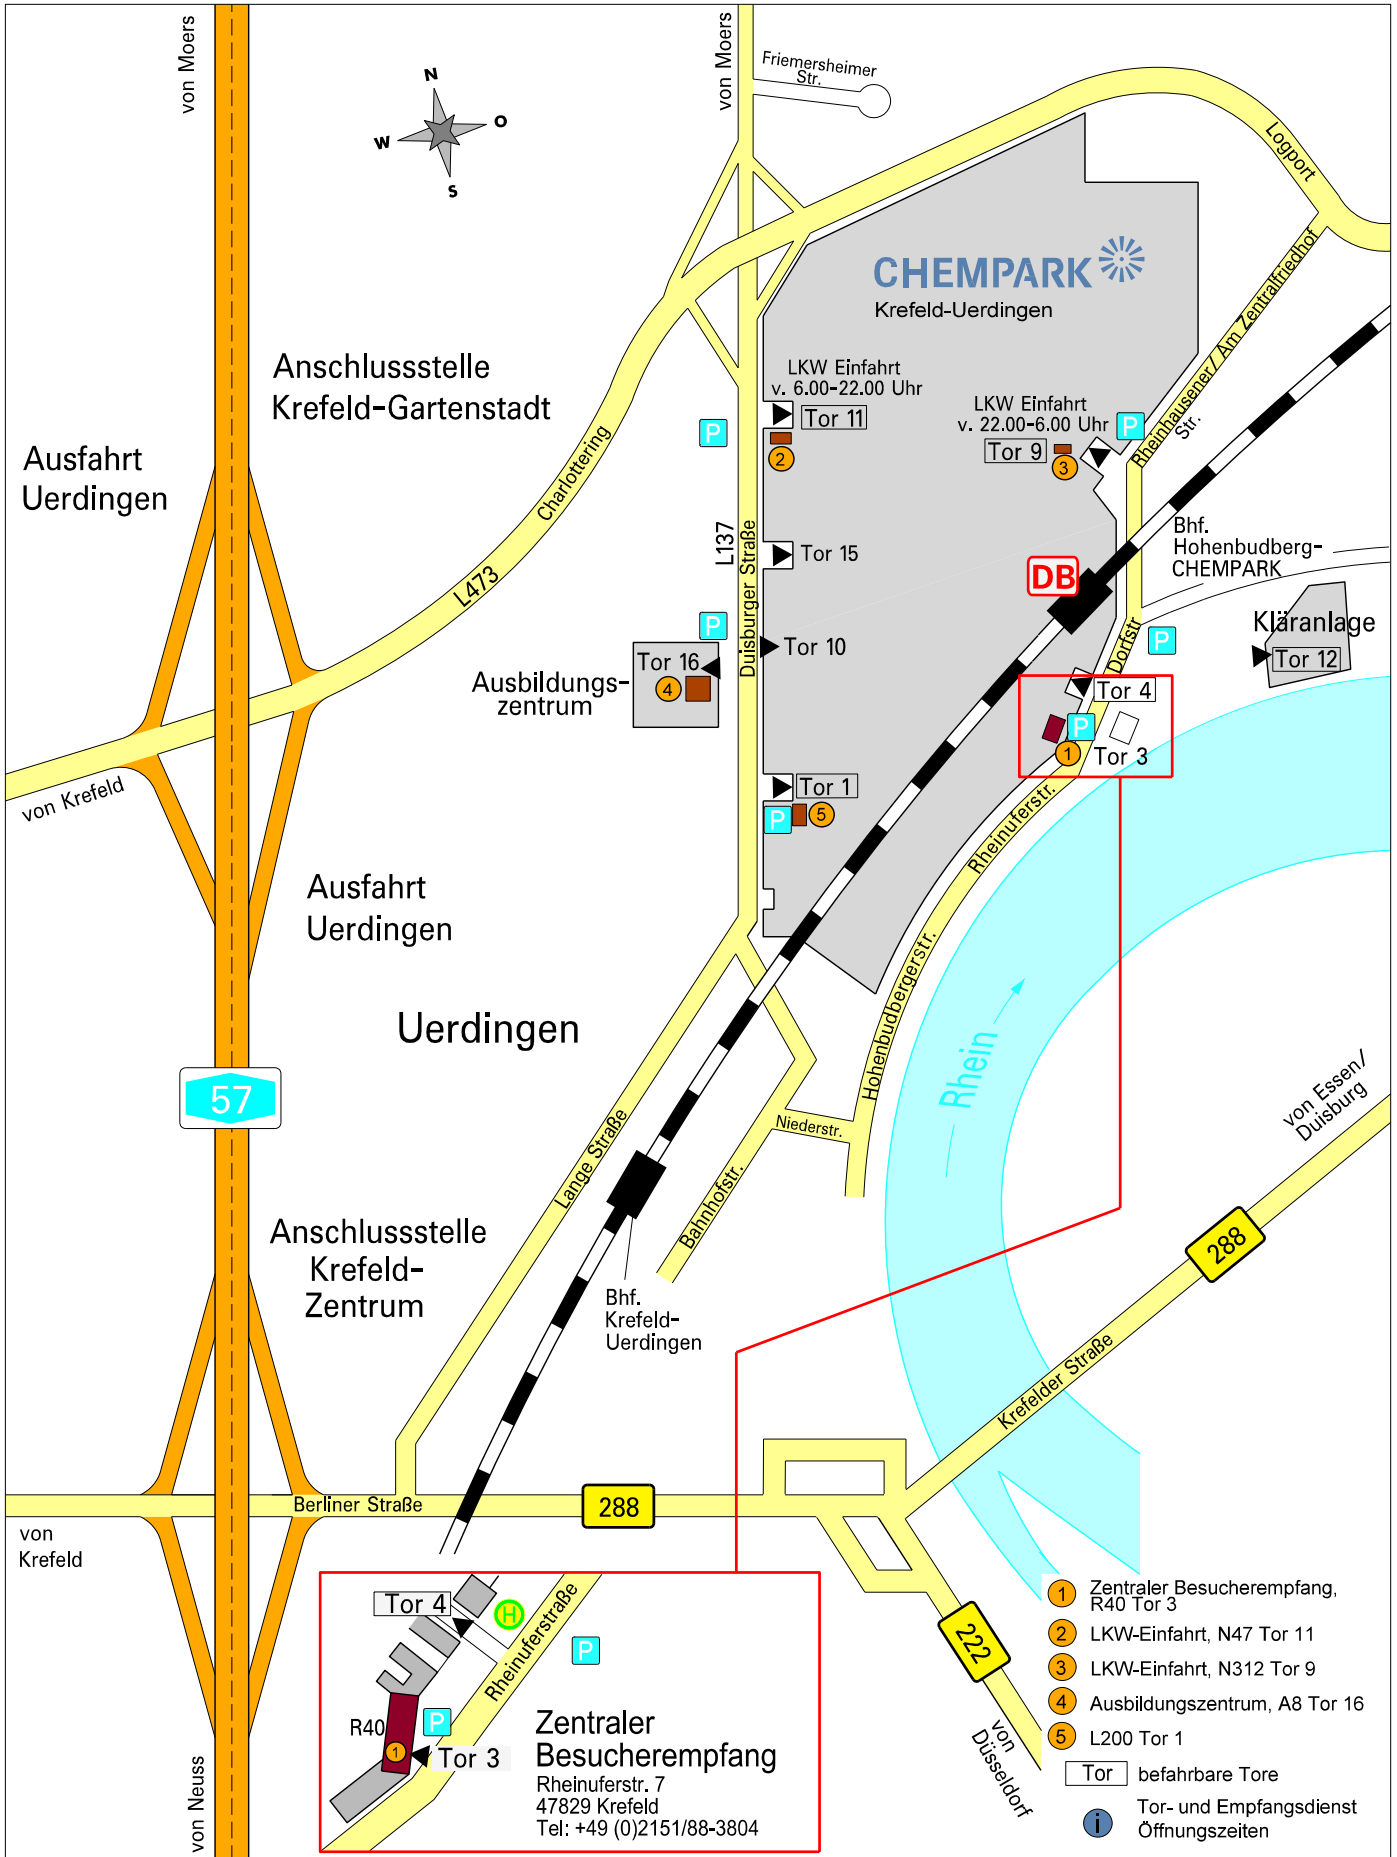 von Moers
von Moers
Friemersheimer
Str.
N
W
O
S
Logport
CHEMPARK
Krefeld-Uerdingen
Anschlussstelle
Krefeld-Gartenstadt
LKW Einfahrt
v. 6.00-22.00 Uhr
Tor 11
P
2
LKW Einfahrt
v. 22.00-6.00 Uhr
Tor 9
3
P
Rheinhausener/ Am Zentralfriedhof
Str.
Ausfahrt
Uerdingen
Charlottering
L473
L137
Duisburger Straße
Tor 15
Bhf.
Hohenbudberg-
CHEMPARK
DB
P
Tor 10
Tor 16
4
Ausbildungs-
zentrum
Dorfstr
P
Kläranlage
Tor 12
Tor 4
P
1
Tor 3
von Krefeld
Tor 1
P
5
Rheinuferstr.
Ausfahrt
Uerdingen
Hohenbudbergerstr.
Uerdingen
Rhein
57
von Essen/
Duisburg
Niederstr.
Lange Straße
Bahnhofstr.
Anschlussstelle
Krefeld-
Zentrum
288
Bhf.
Krefeld-
Uerdingen
Krefelder Straße
Berliner Straße
288
von
Krefeld
222
von
Düsseldorf
von Neuss
Tor 4
H
Rheinuferstraße
P
R40
P
1
Tor 3
Zentraler
Besucherempfang
Rheinuferstr. 7
47829 Krefeld
Tel: +49 (0)2151/88-3804
1 Zentraler Besucherempfang,
R40 Tor 3
2 LKW-Einfahrt, N47 Tor 11
3 LKW-Einfahrt, N312 Tor 9
4 Ausbildungszentrum, A8 Tor 16
5 L200 Tor 1
Tor befahrbare Tore
i Tor- und Empfangsdienst
Öffnungszeiten